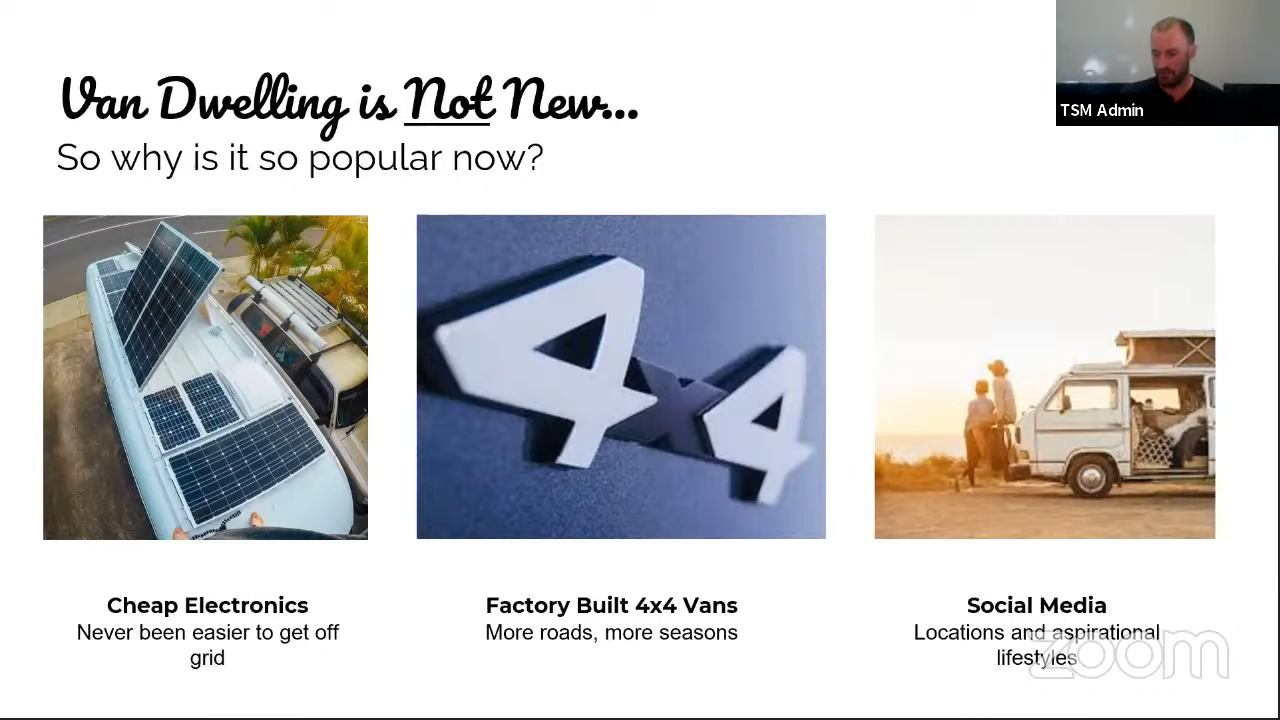 TSM Admin
Van Dwelling is Not New...
So why is it so popular now?
4x4
Cheap Electronics
Never been easier to get off
grid
Factory Built 4x4 Vans
More roads, more seasons
Social Media
Locations and aspirational
lifestyles
zoom